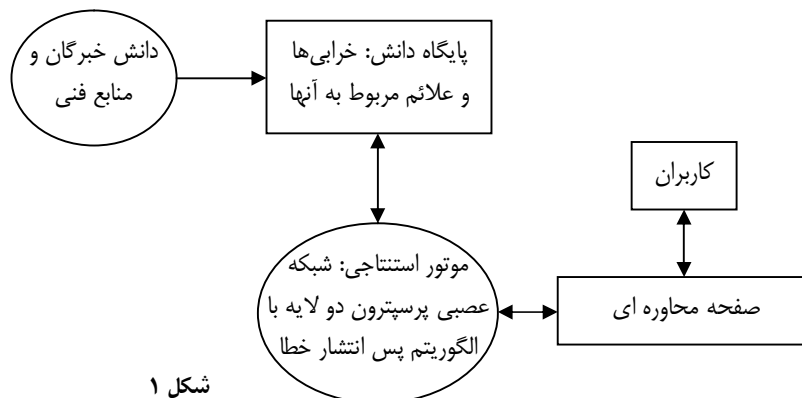 دانش خبرگان و
منابع فنی
پایگاه دانش: خرابی‌ها
و علائم مربوط به آنها
کاربران
موتور استنتاجی: شبکه
عصبی پرسپترون دو لایه با
الگوریتم پس انتشار خطا
صفحه محاوره ای
شکل ۱